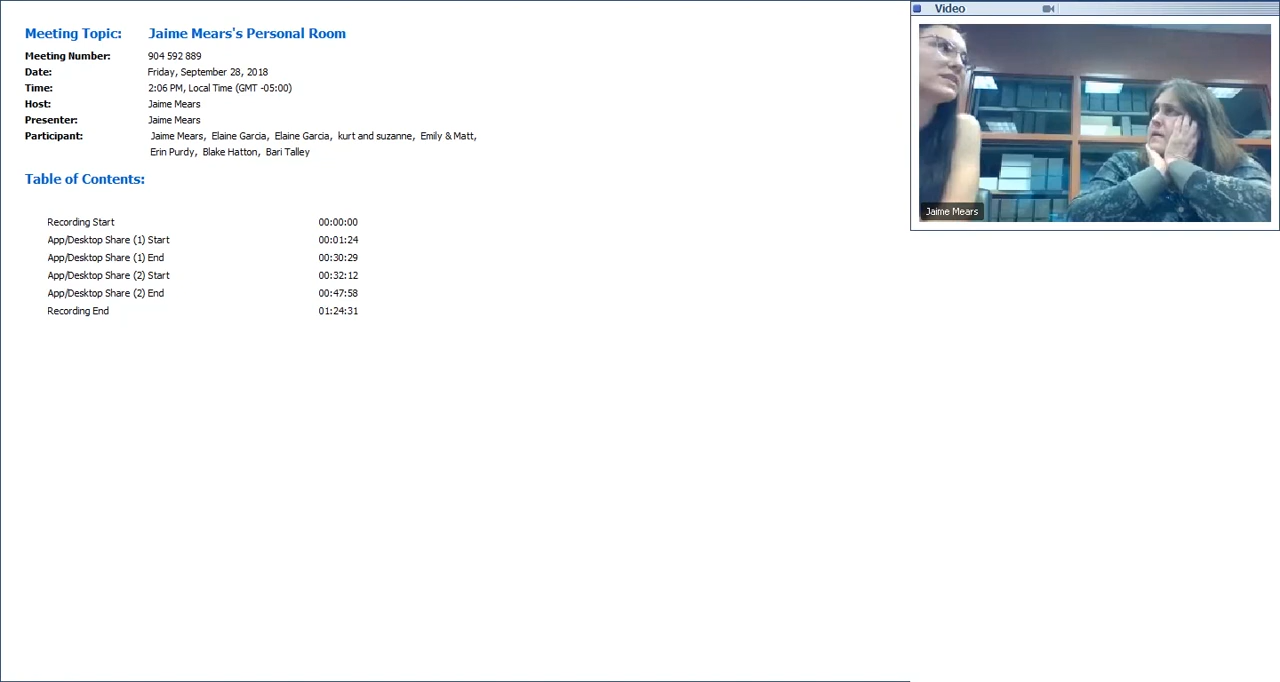 Meeting Topic: Jaime Mears's Personal Room
Meeting Number: 904 592 889
Date: Friday, September 28, 2018
Time: 2:06 PM, Local Time (GMT -05:00)
Host: Jaime Mears
Presenter: Jaime Mears
Participant: Jaime Mears, Elaine Garcia, Elaine Garcia, kurt and suzanne, Emily & Matt,
Erin Purdy, Blake Hatton, Bari Talley
Table of Contents:
Recording Start 00:00:00
App/Desktop Share (1) Start 00:01:24
App/Desktop Share (1) End 00:30:29
App/Desktop Share (2) Start 00:32:12
App/Desktop Share (2) End 00:47:58
Recording End 01:24:31
Video
Jaime Mears